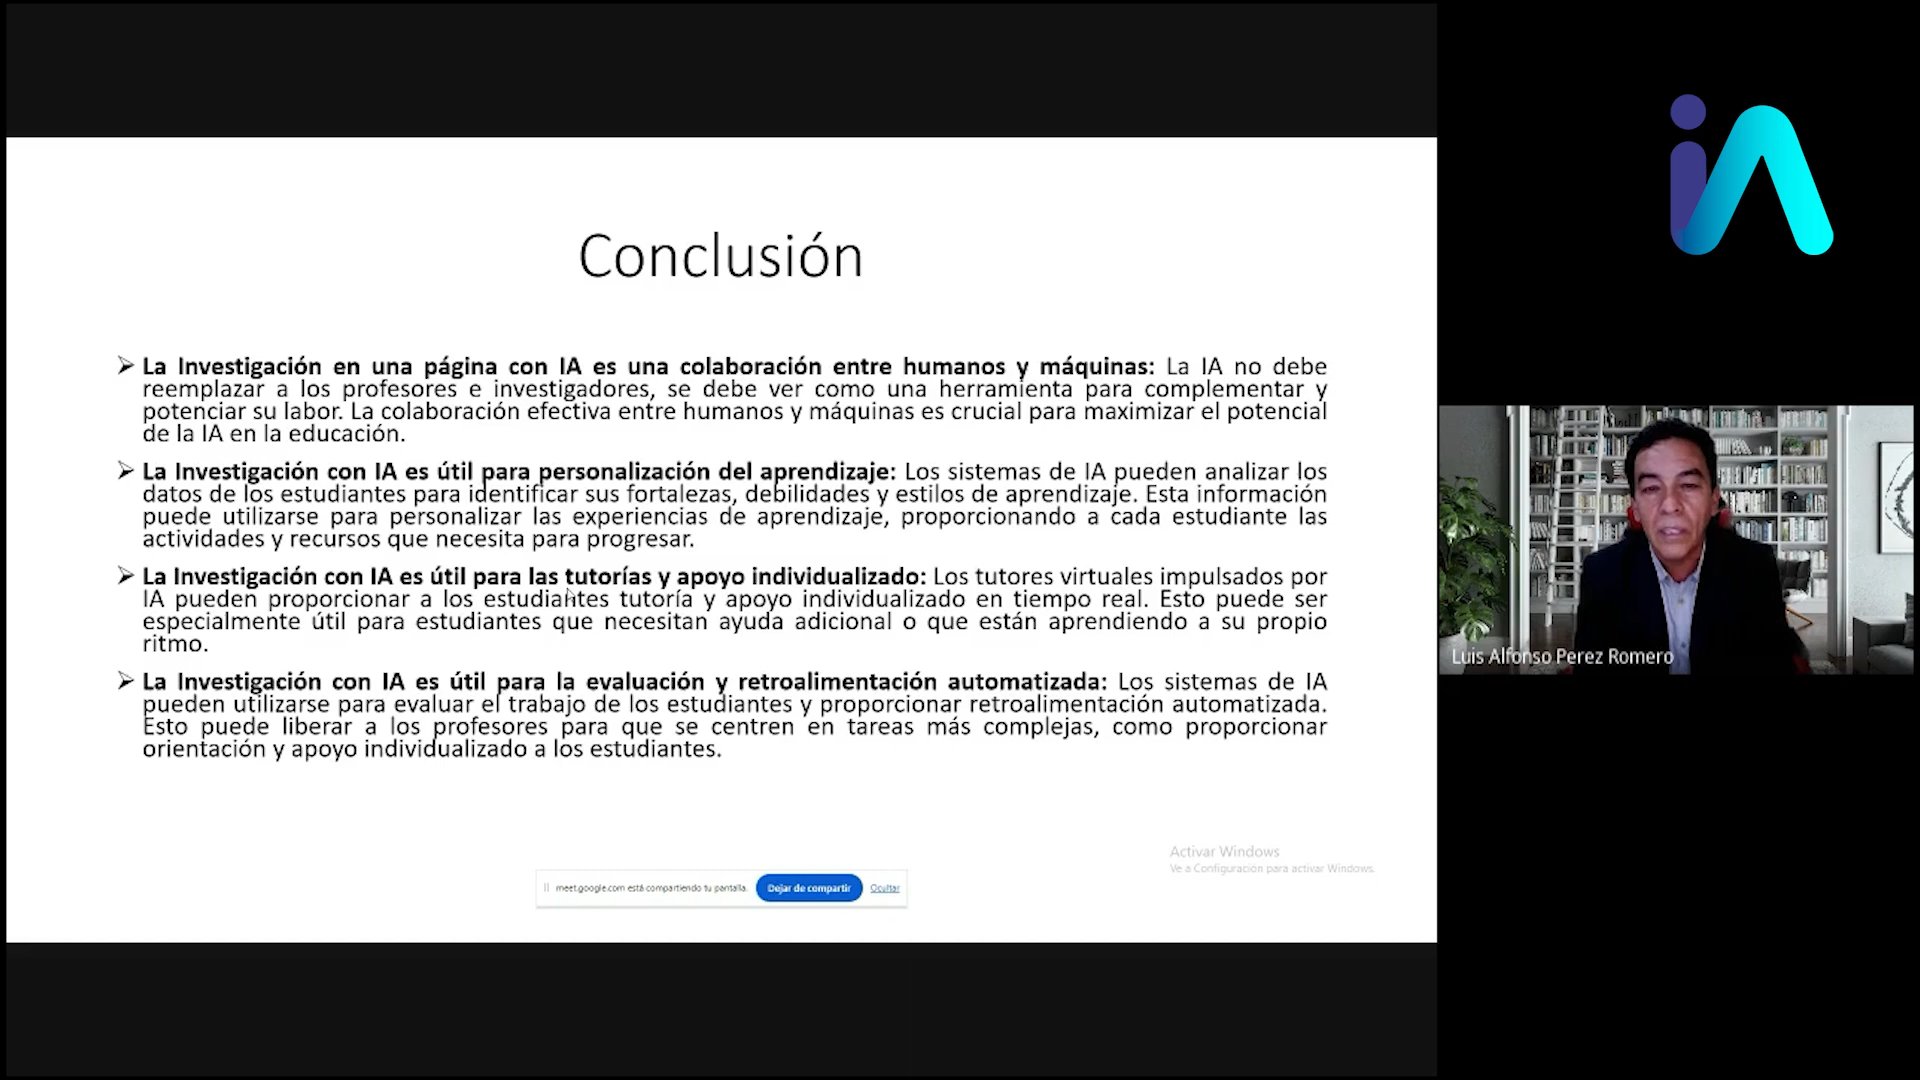 iA
Conclusión
La Investigación en una página con IA es una colaboración entre humanos y máquinas: La IA no debe
reemplazar a los profesores e investigadores, se debe ver como una herramienta para complementar y
potenciar su labor. La colaboración efectiva entre humanos y máquinas es crucial para maximizar el potencial
de la IA en la educación.
La Investigación con IA es útil para personalización del aprendizaje: Los sistemas de IA pueden analizar los
datos de los estudiantes para identificar sus fortalezas, debilidades y estilos de aprendizaje. Esta información
puede utilizarse para personalizar las experiencias de aprendizaje, proporcionando a cada estudiante las
actividades y recursos que necesita para progresar.
La Investigación con IA es útil para las tutorías y apoyo individualizado: Los tutores virtuales impulsados por
IA pueden proporcionar a los estudiantes tutoría y apoyo individualizado en tiempo real. Esto puede ser
especialmente útil para estudiantes que necesitan ayuda adicional o que están aprendiendo a su propio
ritmo.
La Investigación con IA es útil para la evaluación y retroalimentación automatizada: Los sistemas de IA
pueden utilizarse para evaluar el trabajo de los estudiantes y proporcionar retroalimentación automatizada.
Esto puede liberar a los profesores para que se centren en tareas más complejas, como proporcionar
orientación y apoyo individualizado a los estudiantes.
Luis Alfonso Perez Romero
Activar Windows
Ve a Configuración para activar Windows.
meet.google.com está compartiendo tu pantalla. Dejar de compartir Ocultar